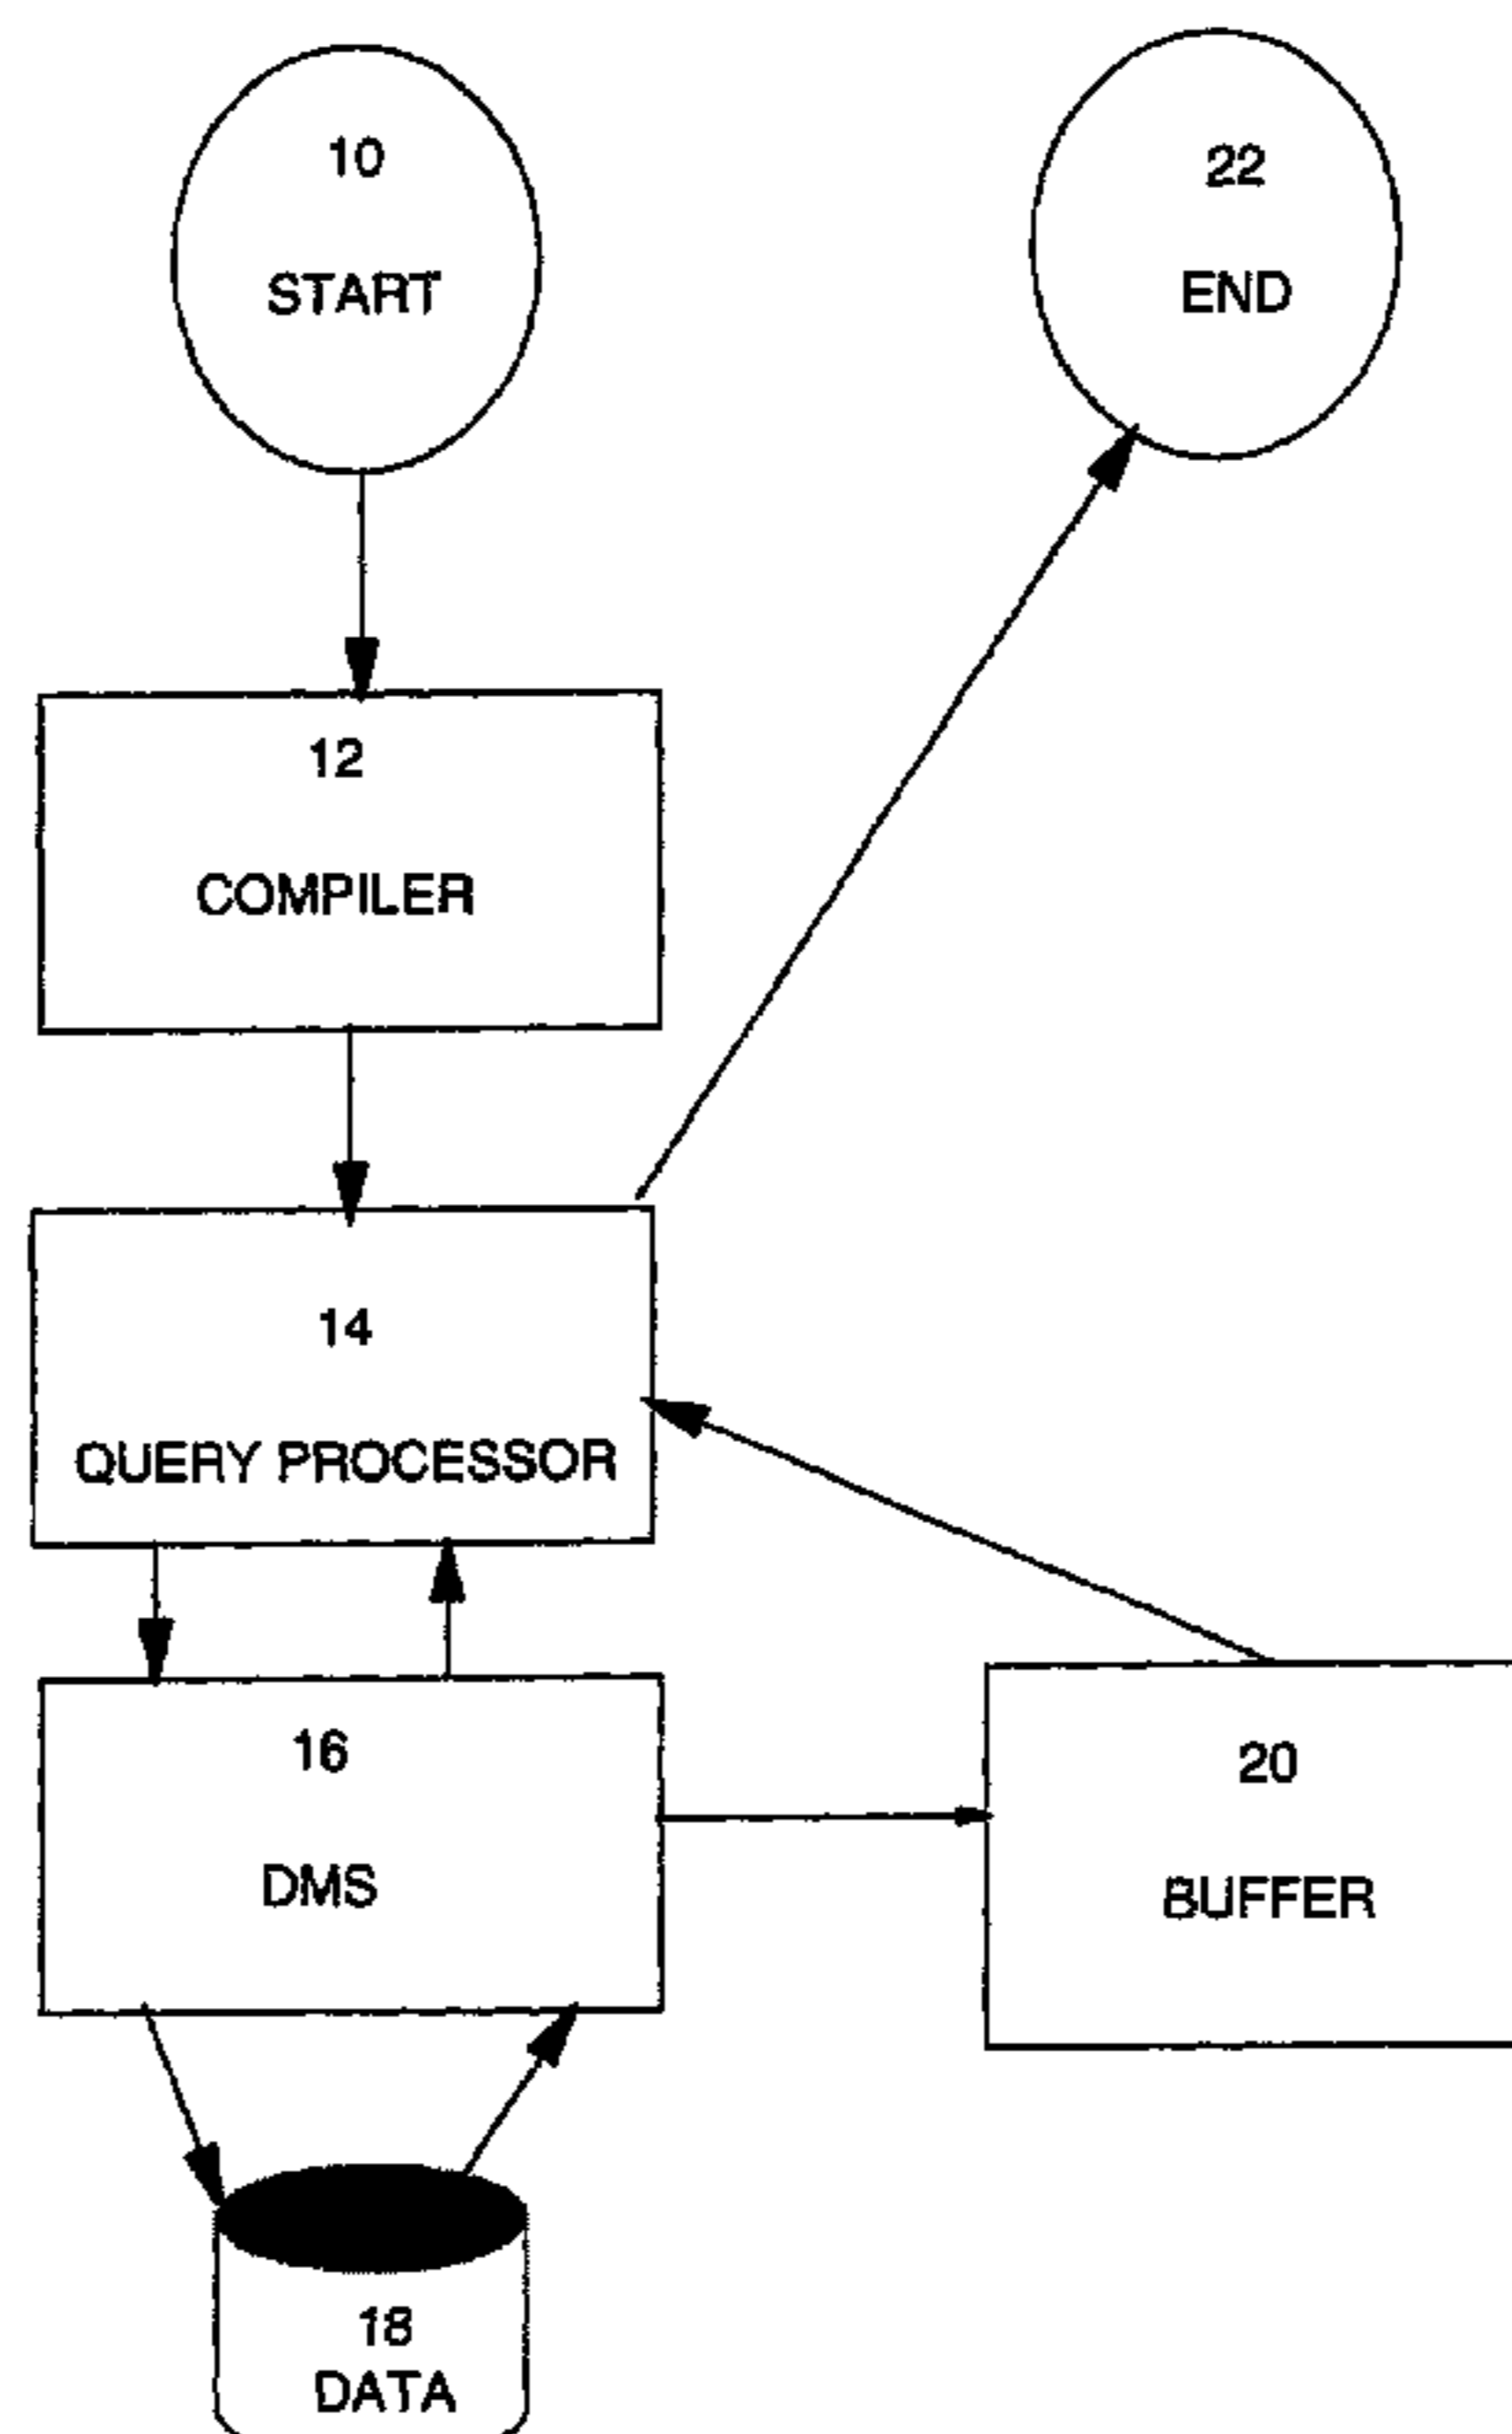 10
START
22
END
12
COMPILER
14
QUERY PROCESSOR
16
DMS
20
BUFFER
18
DATA